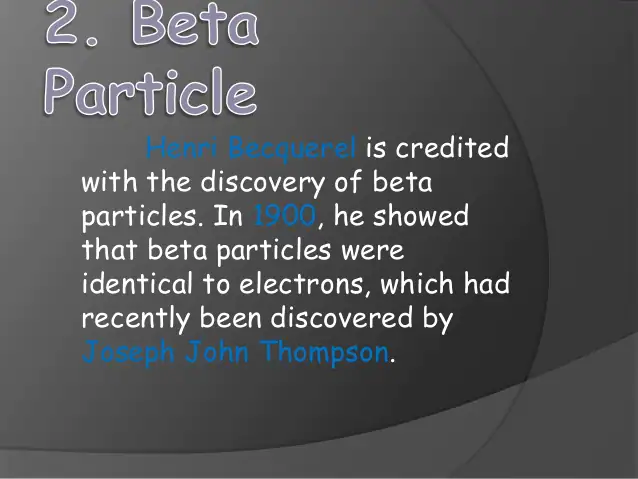 2. Beta
Particle
Henri Becquerel is credited
with the discovery of beta
particles. In 1900, he showed
that beta particles were
identical to electrons, which had
recently been discovered by
Joseph John Thompson.